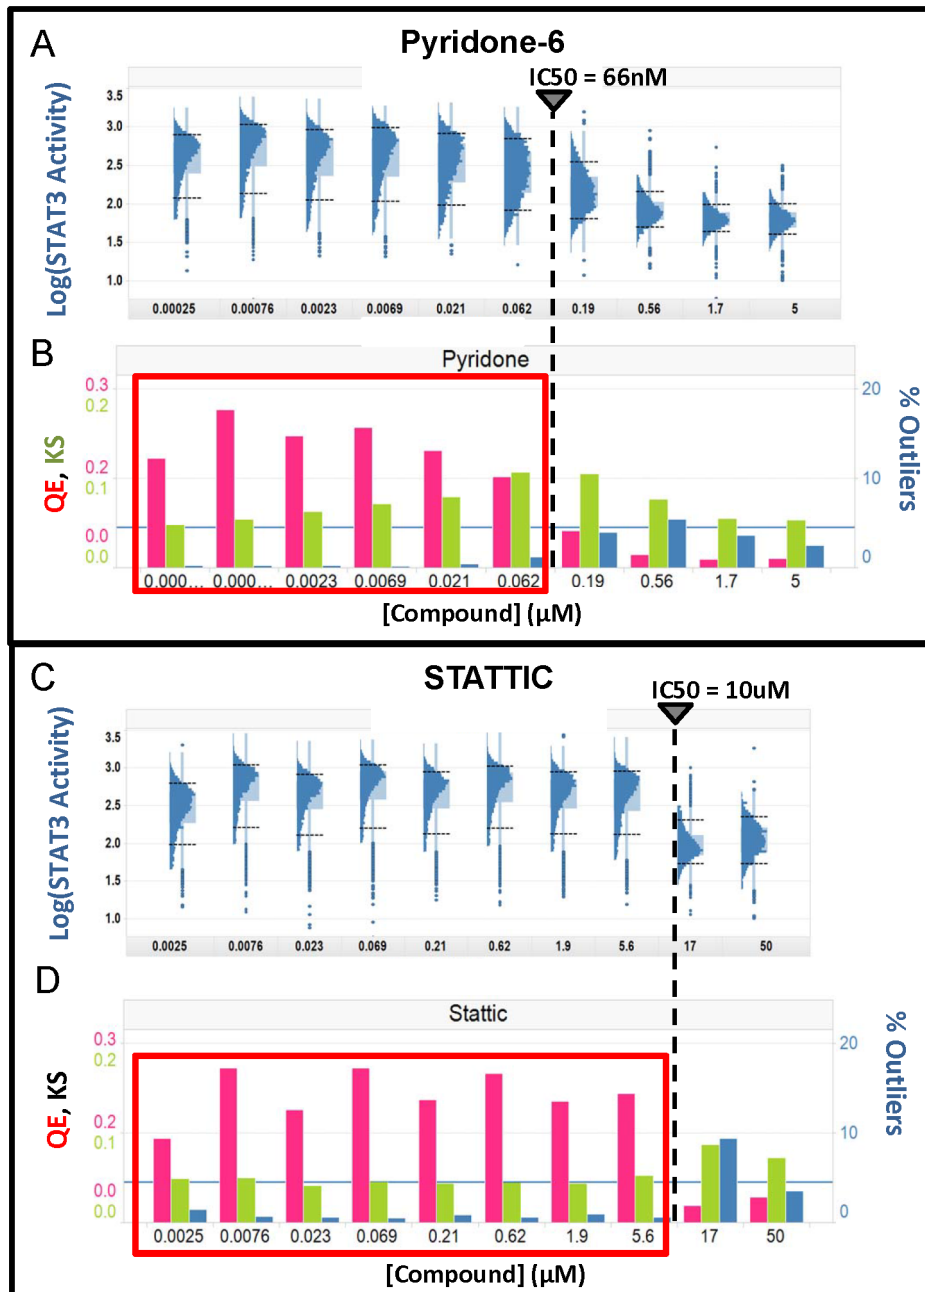 A
Pyridone-6
IC50 = 66nM
Log(STAT3 Activity)
3.5
3.0
2.5
2.0
1.5
1.0
0.00025 0.00076 0.0023 0.0069 0.021 0.062 0.19 0.56 1.7 5
B
Pyridone
QE, KS
0.3
0.2
0.2
0.1
0.0
0.0
20
10
0
% Outliers
0.000... 0.000... 0.0023 0.0069 0.021 0.062 0.19 0.56 1.7 5
[Compound] (µM)
C
STATTIC
IC50 = 10uM
Log(STAT3 Activity)
3.5
3.0
2.5
2.0
1.5
1.0
0.0025 0.0076 0.023 0.069 0.21 0.62 1.9 5.6 17 50
D
Stattic
QE, KS
0.3
0.2
0.2
0.1
0.0
0.0
20
10
0
% Outliers
0.0025 0.0076 0.023 0.069 0.21 0.62 1.9 5.6 17 50
[Compound] (µM)